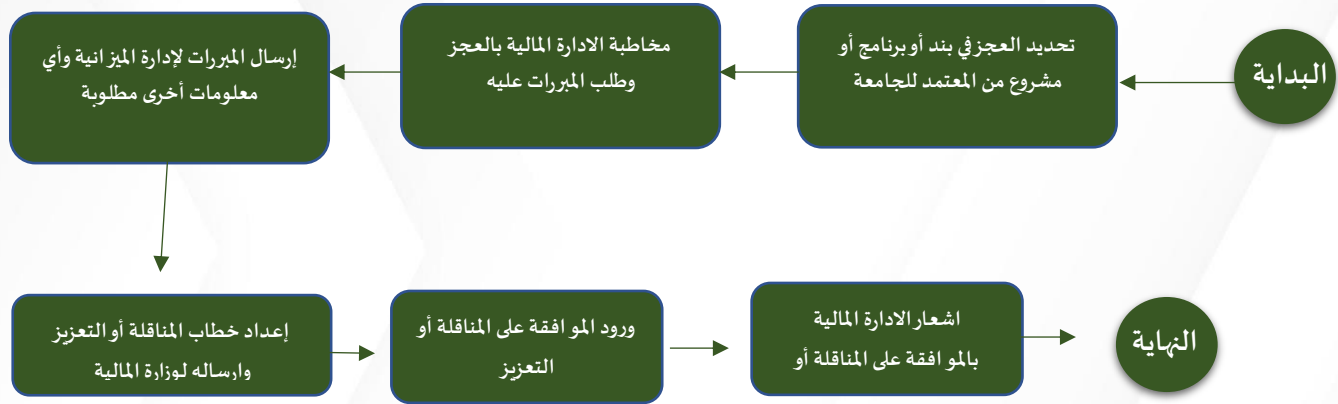 البداية
تحديد العجز في بند أو برنامج أو
مشروع من المعتمد للجامعة
مخاطبة الادارة المالية بالعجز
وطلب المبررات عليه
إرسال المبررات لإدارة الميزانية وأي
معلومات أخرى مطلوبة
إعداد خطاب المناقلة أو التعزيز
وارساله لوزارة المالية
ورود الموافقة على المناقلة أو
التعزيز
اشعار الادارة المالية
بالموافقة على المناقلة أو
النهاية